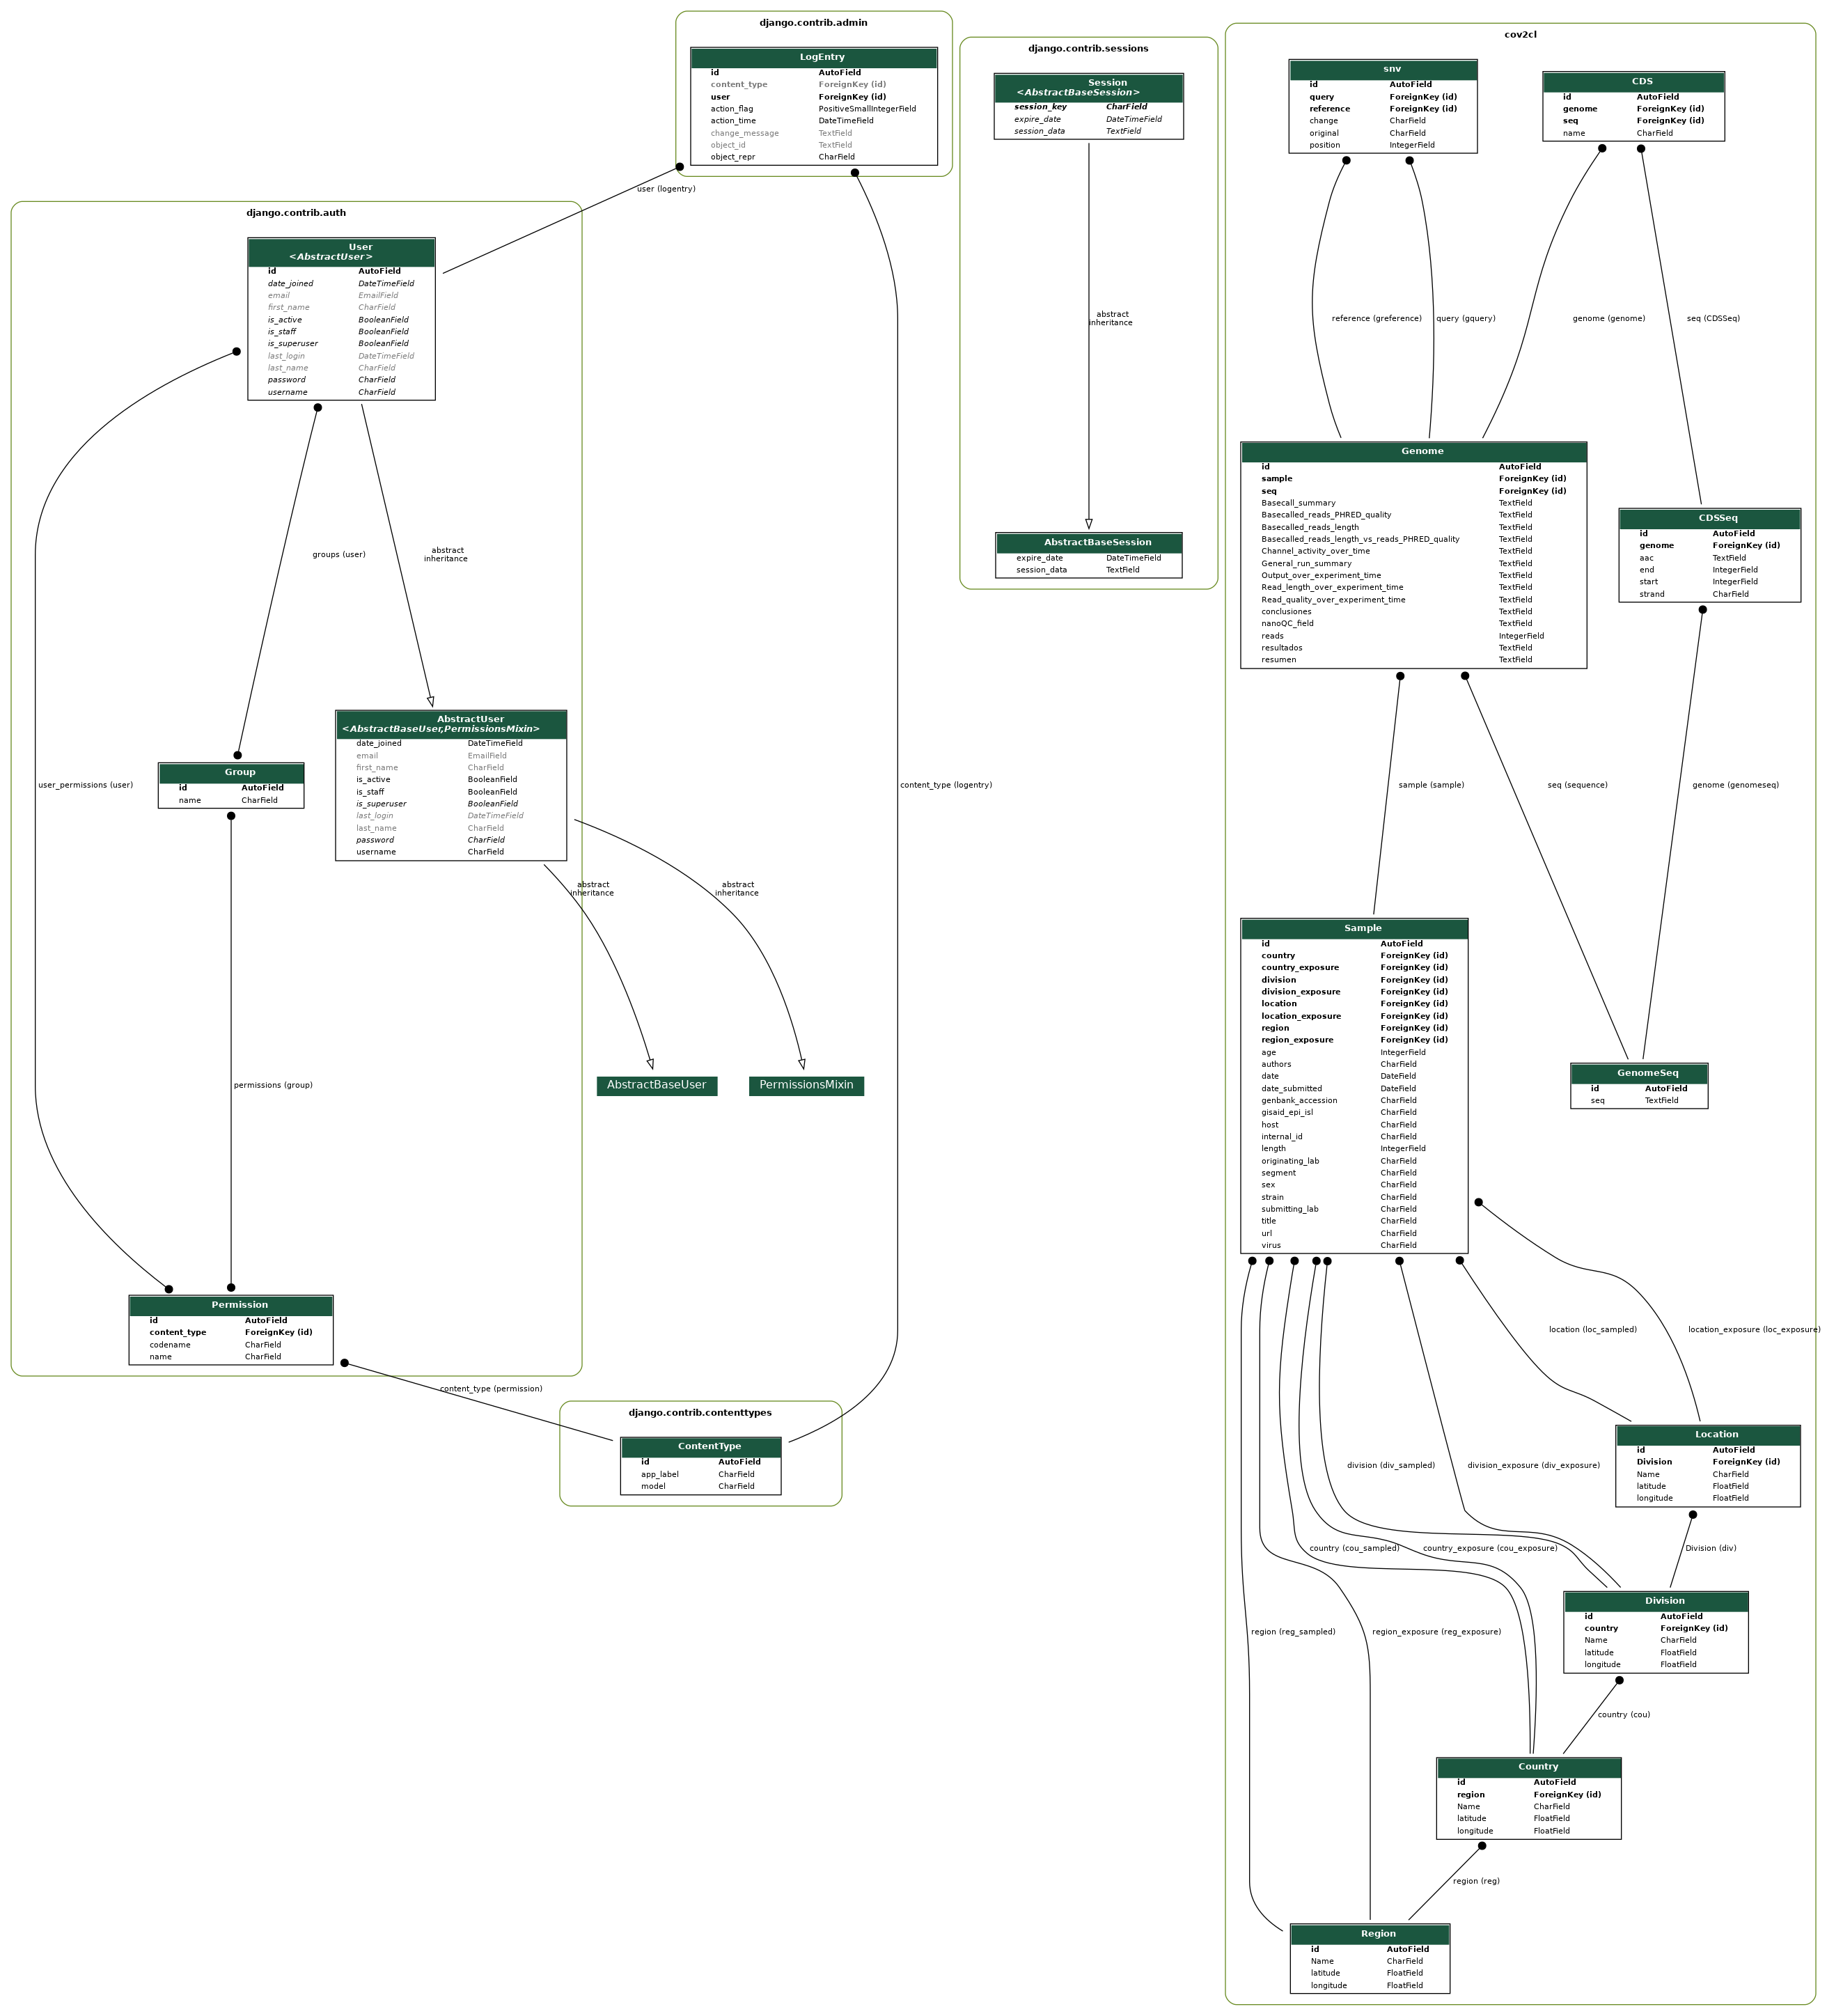 django.contrib.admin
LogEntry
id AutoField
content_type ForeignKey (id)
user ForeignKey (id)
action_flag PositiveSmallIntegerField
action_time DateTimeField
change_message TextField
object_id TextField
object_repr CharField
user (logentry)
content_type (logentry)
django.contrib.auth
User
<AbstractUser>
id AutoField
date_joined DateTimeField
email EmailField
first_name CharField
is_active BooleanField
is_staff BooleanField
is_superuser BooleanField
last_login DateTimeField
last_name CharField
password CharField
username CharField
groups (user)
abstract
inheritance
user_permissions (user)
Group
id AutoField
name CharField
AbstractUser
<AbstractBaseUser,PermissionsMixin>
date_joined DateTimeField
email EmailField
first_name CharField
is_active BooleanField
is_staff BooleanField
is_superuser BooleanField
last_login DateTimeField
last_name CharField
password CharField
username CharField
abstract
inheritance
abstract
inheritance
AbstractBaseUser
PermissionsMixin
permissions (group)
Permission
id AutoField
content_type ForeignKey (id)
codename CharField
name CharField
content_type (permission)
django.contrib.contenttypes
ContentType
id AutoField
app_label CharField
model CharField
django.contrib.sessions
Session
<AbstractBaseSession>
session_key CharField
expire_date DateTimeField
session_data TextField
abstract
inheritance
AbstractBaseSession
expire_date DateTimeField
session_data TextField
cov2cl
snv
id AutoField
query ForeignKey (id)
reference ForeignKey (id)
change CharField
original CharField
position IntegerField
CDS
id AutoField
genome ForeignKey (id)
seq ForeignKey (id)
name CharField
reference (greference)
query (gquery)
genome (genome)
seq (CDSSeq)
Genome
id AutoField
sample ForeignKey (id)
seq ForeignKey (id)
Basecall_summary TextField
Basecalled_reads_PHRED_quality TextField
Basecalled_reads_length TextField
Basecalled_reads_length_vs_reads_PHRED_quality TextField
Channel_activity_over_time TextField
General_run_summary TextField
Output_over_experiment_time TextField
Read_length_over_experiment_time TextField
Read_quality_over_experiment_time TextField
conclusiones TextField
nanoQC_field TextField
reads IntegerField
resultados TextField
resumen TextField
CDSSeq
id AutoField
genome ForeignKey (id)
aac TextField
end IntegerField
start IntegerField
strand CharField
sample (sample)
seq (sequence)
genome (genomeseq)
Sample
id AutoField
country ForeignKey (id)
country_exposure ForeignKey (id)
division ForeignKey (id)
division_exposure ForeignKey (id)
location ForeignKey (id)
location_exposure ForeignKey (id)
region ForeignKey (id)
region_exposure ForeignKey (id)
age IntegerField
authors CharField
date DateField
date_submitted DateField
genbank_accession CharField
gisaid_epi_isl CharField
host CharField
internal_id CharField
length IntegerField
originating_lab CharField
segment CharField
sex CharField
strain CharField
submitting_lab CharField
title CharField
url CharField
virus CharField
GenomeSeq
id AutoField
seq TextField
location (loc_sampled)
location_exposure (loc_exposure)
Location
id AutoField
Division ForeignKey (id)
Name CharField
latitude FloatField
longitude FloatField
division (div_sampled)
division_exposure (div_exposure)
country (cou_sampled)
country_exposure (cou_exposure)
Division (div)
Division
id AutoField
country ForeignKey (id)
Name CharField
latitude FloatField
longitude FloatField
region (reg_sampled)
region_exposure (reg_exposure)
country (cou)
Country
id AutoField
region ForeignKey (id)
Name CharField
latitude FloatField
longitude FloatField
region (reg)
Region
id AutoField
Name CharField
latitude FloatField
longitude FloatField